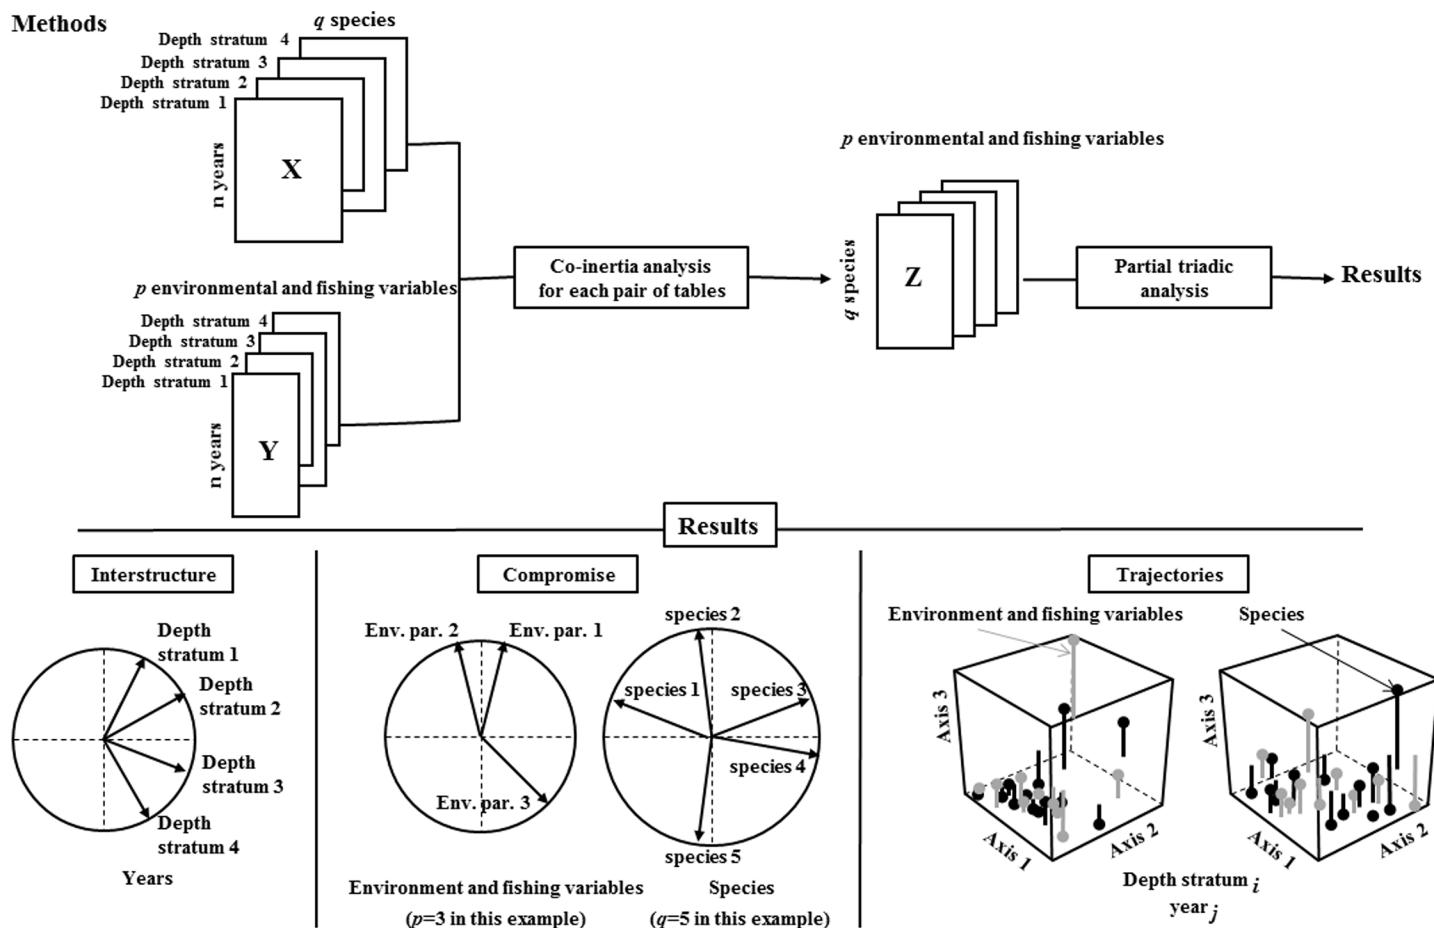 Methods
q species
Depth stratum 4
Depth stratum 3
Depth stratum 2
Depth stratum 1
n years
X
p environmental and fishing variables
Depth stratum 4
Depth stratum 3
Depth stratum 2
Depth stratum 1
n years
Y
Co-inertia analysis
for each pair of tables
p environmental and fishing variables
q species
Z
Partial triadic
analysis
Results
Results
Interstructure
Depth
stratum 1
Depth
stratum 2
Depth
stratum 3
Depth
stratum 4
Years
Compromise
Env. par. 2
Env. par. 1
Env. par. 3
Environment and fishing variables
(p=3 in this example)
species 2
species 1
species 3
species 4
species 5
Species
(q=5 in this example)
Trajectories
Environment and fishing variables
Species
Axis 3
Axis 1
Axis 2
Axis 3
Axis 1
Axis 2
Depth stratum i
year j